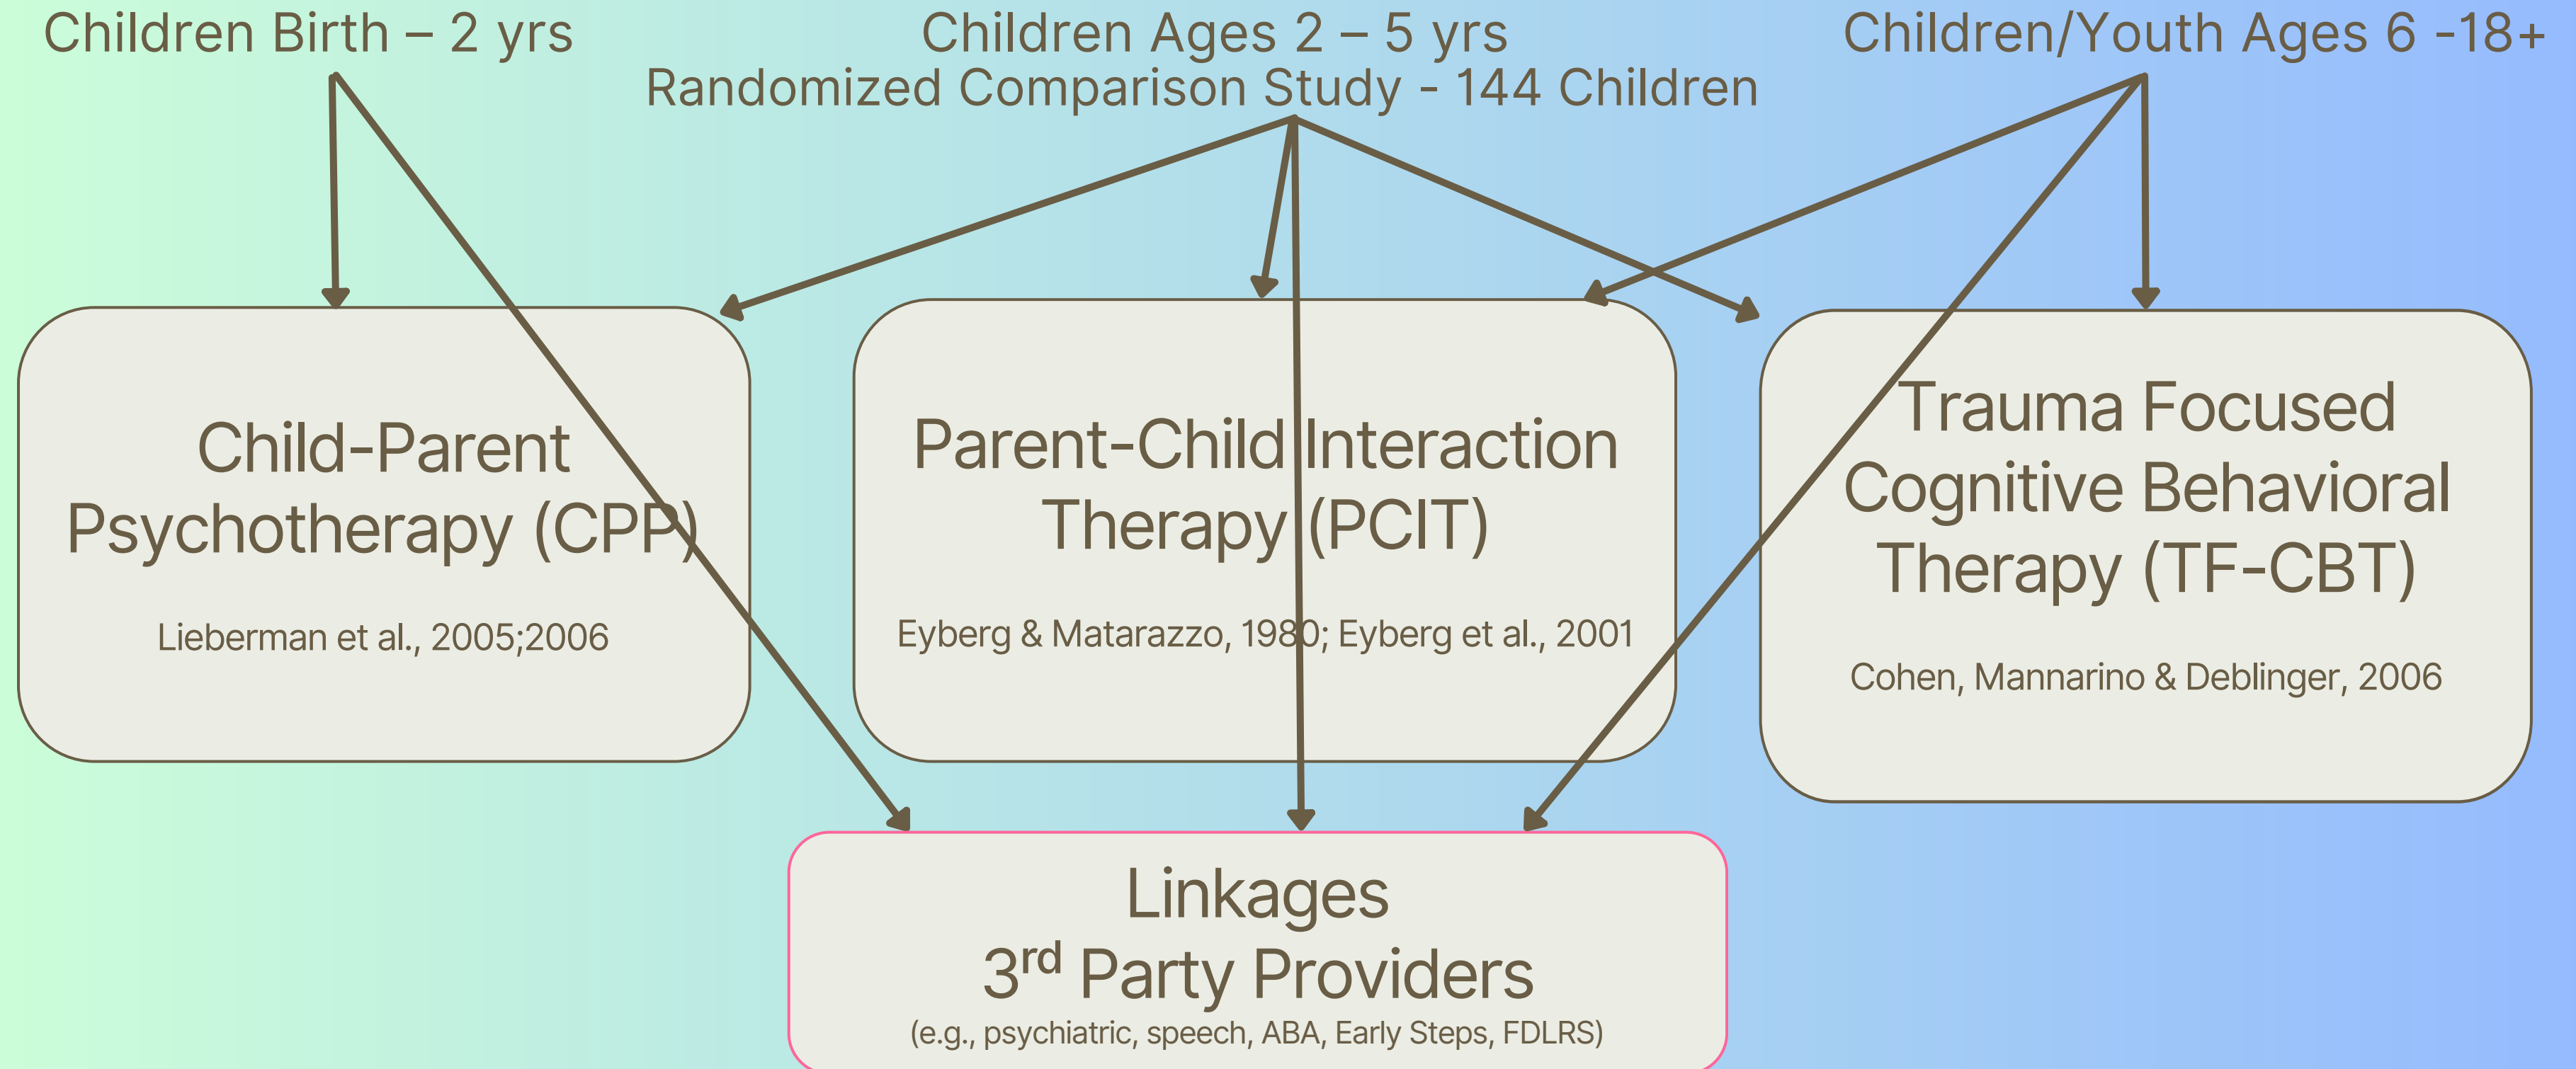 Children Birth – 2 yrs
Children Ages 2 – 5 yrs
Randomized Comparison Study - 144 Children
Children/Youth Ages 6 -18+
Child-Parent
Psychotherapy (CPP)
Lieberman et al., 2005;2006
Parent-Child Interaction
Therapy (PCIT)
Eyberg & Matarazzo, 1980; Eyberg et al., 2001
Trauma Focused
Cognitive Behavioral
Therapy (TF-CBT)
Cohen, Mannarino & Deblinger, 2006
Linkages
3rd Party Providers
(e.g., psychiatric, speech, ABA, Early Steps, FDLRS)